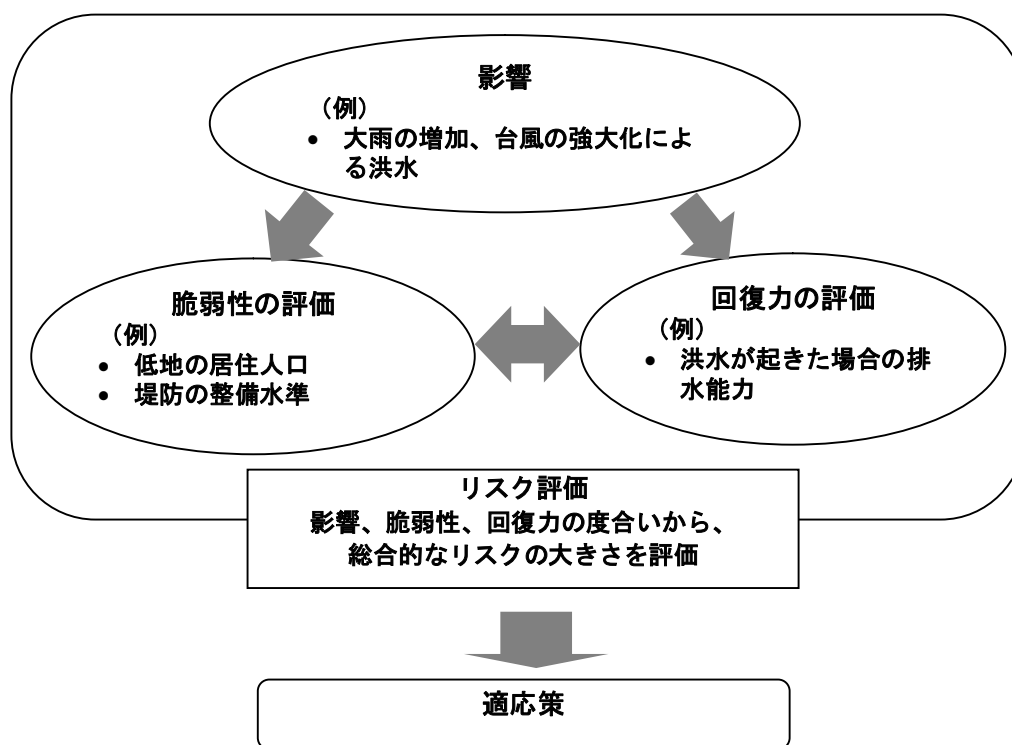 影響
（例）
• 大雨の増加、台風の強大化によ
る洪水
脆弱性の評価
（例）
• 低地の居住人口
• 堤防の整備水準
回復力の評価
（例）
• 洪水が起きた場合の排
水能力
リスク評価
影響、脆弱性、回復力の度合いから、
総合的なリスクの大きさを評価
適応策